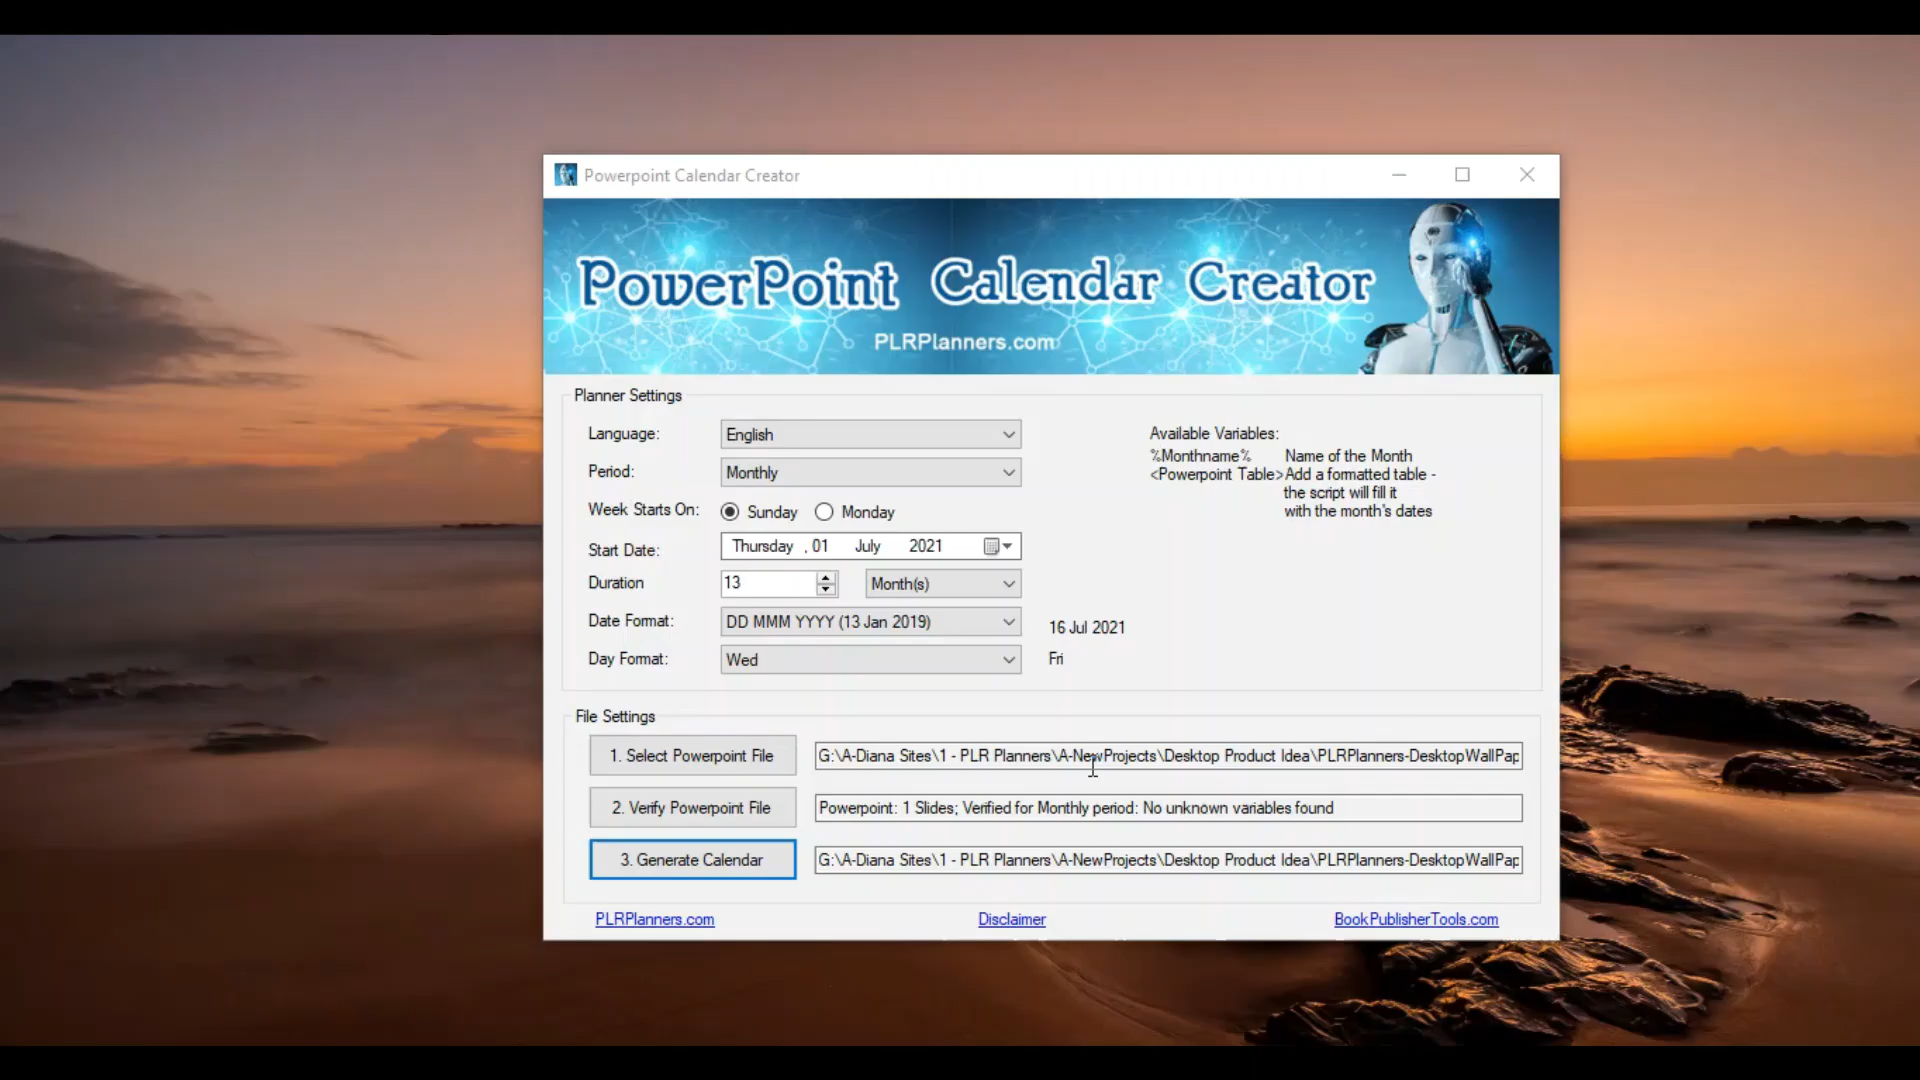 Powerpoint Calendar Creator
PowerPoint Calendar Creator
PLRPlanners.com
Planner Settings
Language: English
Period: Monthly
Week Starts On: Sunday Monday
Start Date: Thursday , 01 July 2021
Duration 13 Month(s)
Date Format: DD MMM YYYY (13 Jan 2019) 16 Jul 2021
Day Format: Wed Fri
Available Variables:
%Monthname% Name of the Month
<Powerpoint Table> Add a formatted table -
the script will fill it
with the month's dates
File Settings
1. Select Powerpoint File G:\A-Diana Sites\1 - PLR Planners\A-NewProjects\Desktop Product Idea\PLRPlanners-DesktopWallPap
2. Verify Powerpoint File Powerpoint: 1 Slides; Verified for Monthly period: No unknown variables found
3. Generate Calendar G:\A-Diana Sites\1 - PLR Planners\A-NewProjects\Desktop Product Idea\PLRPlanners-DesktopWallPap
PLRPlanners.com Disclaimer BookPublisherTools.com